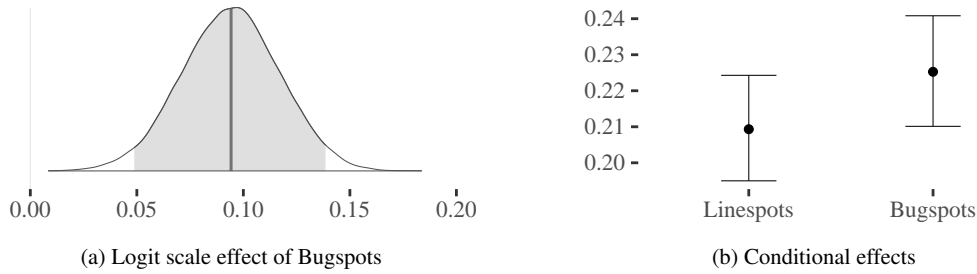 0.00 0.05 0.10 0.15 0.20
(a) Logit scale effect of Bugspots
0.24
0.23
0.22
0.21
0.20
Linespots Bugspots
(b) Conditional effects